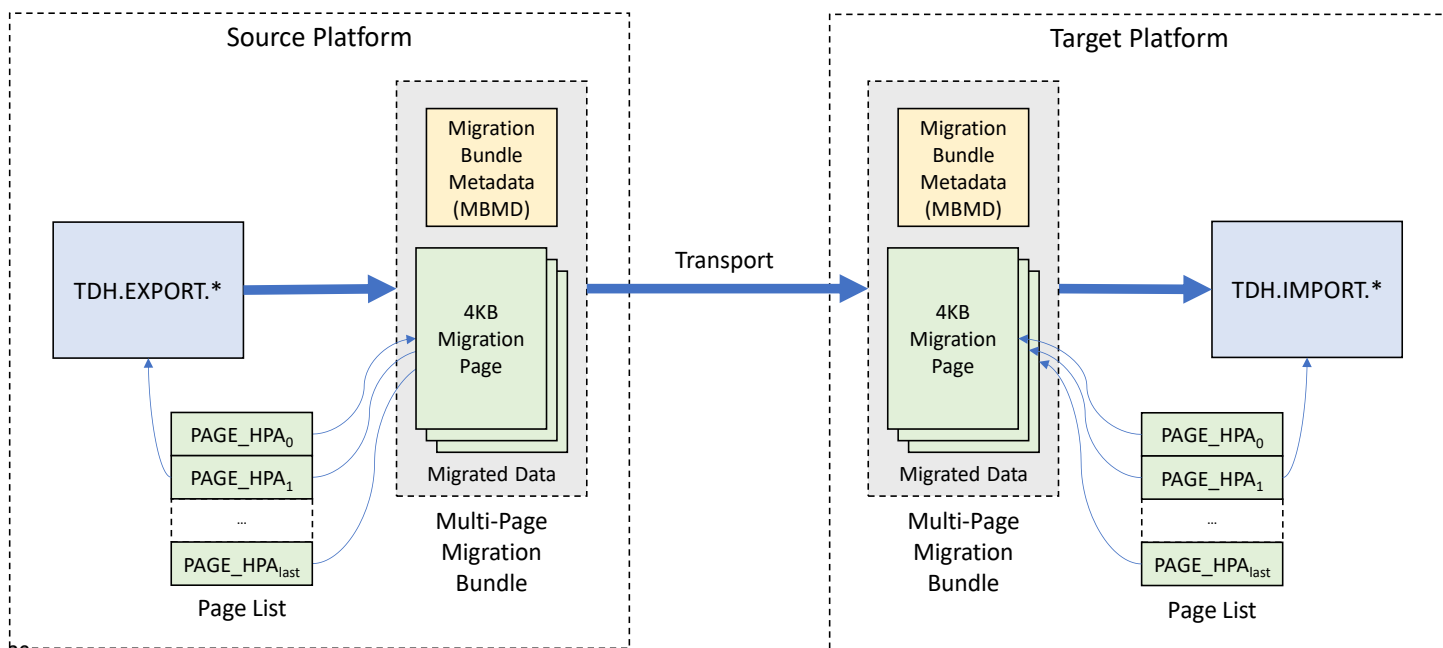 Source Platform
Migration
Bundle
Metadata
(MBMD)
TDH.EXPORT.*
4KB
Migration
Page
PAGE_HPA0
PAGE_HPA1
...
PAGE_HPAlast
Page List
Migrated Data
Multi-Page
Migration
Bundle
Transport
Target Platform
Migration
Bundle
Metadata
(MBMD)
4KB
Migration
Page
Migrated Data
Multi-Page
Migration
Bundle
TDH.IMPORT.*
PAGE_HPA0
PAGE_HPA1
...
PAGE_HPAlast
Page List